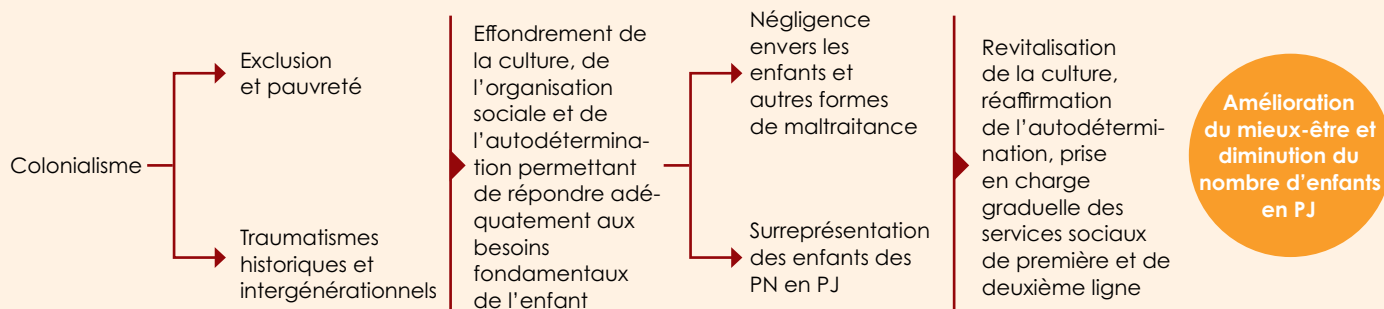 Colonialisme
Exclusion
et pauvreté
Traumatismes
historiques et
intergénérationnels
Effondrement de
la culture, de
l'organisation
sociale et de
l'autodétermina-
tion permettant
de répondre adé-
quatement aux
besoins
fondamentaux
de l'enfant
Négligence
envers les
enfants et
autres formes
de maltraitance
Surreprésentation
des enfants des
PN en PJ
Revitalisation
de la culture,
réaffirmation
de l'autodétermi-
nation, prise
en charge
graduelle des
services sociaux
de première et de
deuxième ligne
Amélioration
du mieux-être et
diminution du
nombre d'enfants
en PJ